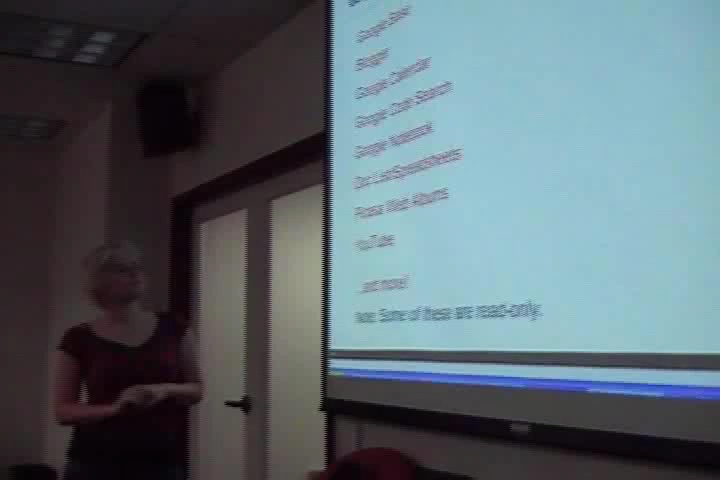 Google Base
Blogger
Google Calendar
Google Code Search
Google Notebook
Doc List/Spreadsheets
Picasa Web Albums
YouTube
...and more!
Note: Some of these are read-only.